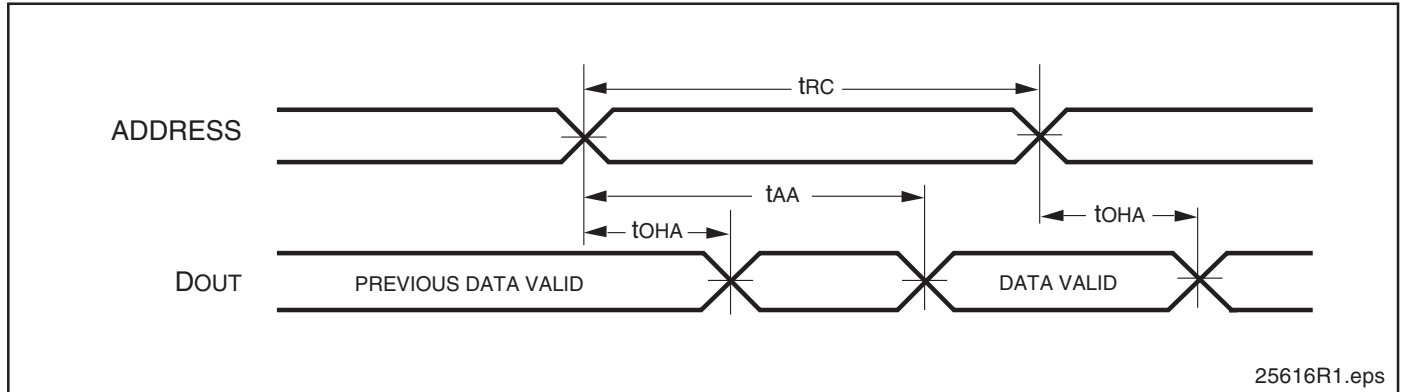 tRC
ADDRESS
tAA
tOHA
tOHA
DOUT
PREVIOUS DATA VALID
DATA VALID
25616R1.eps